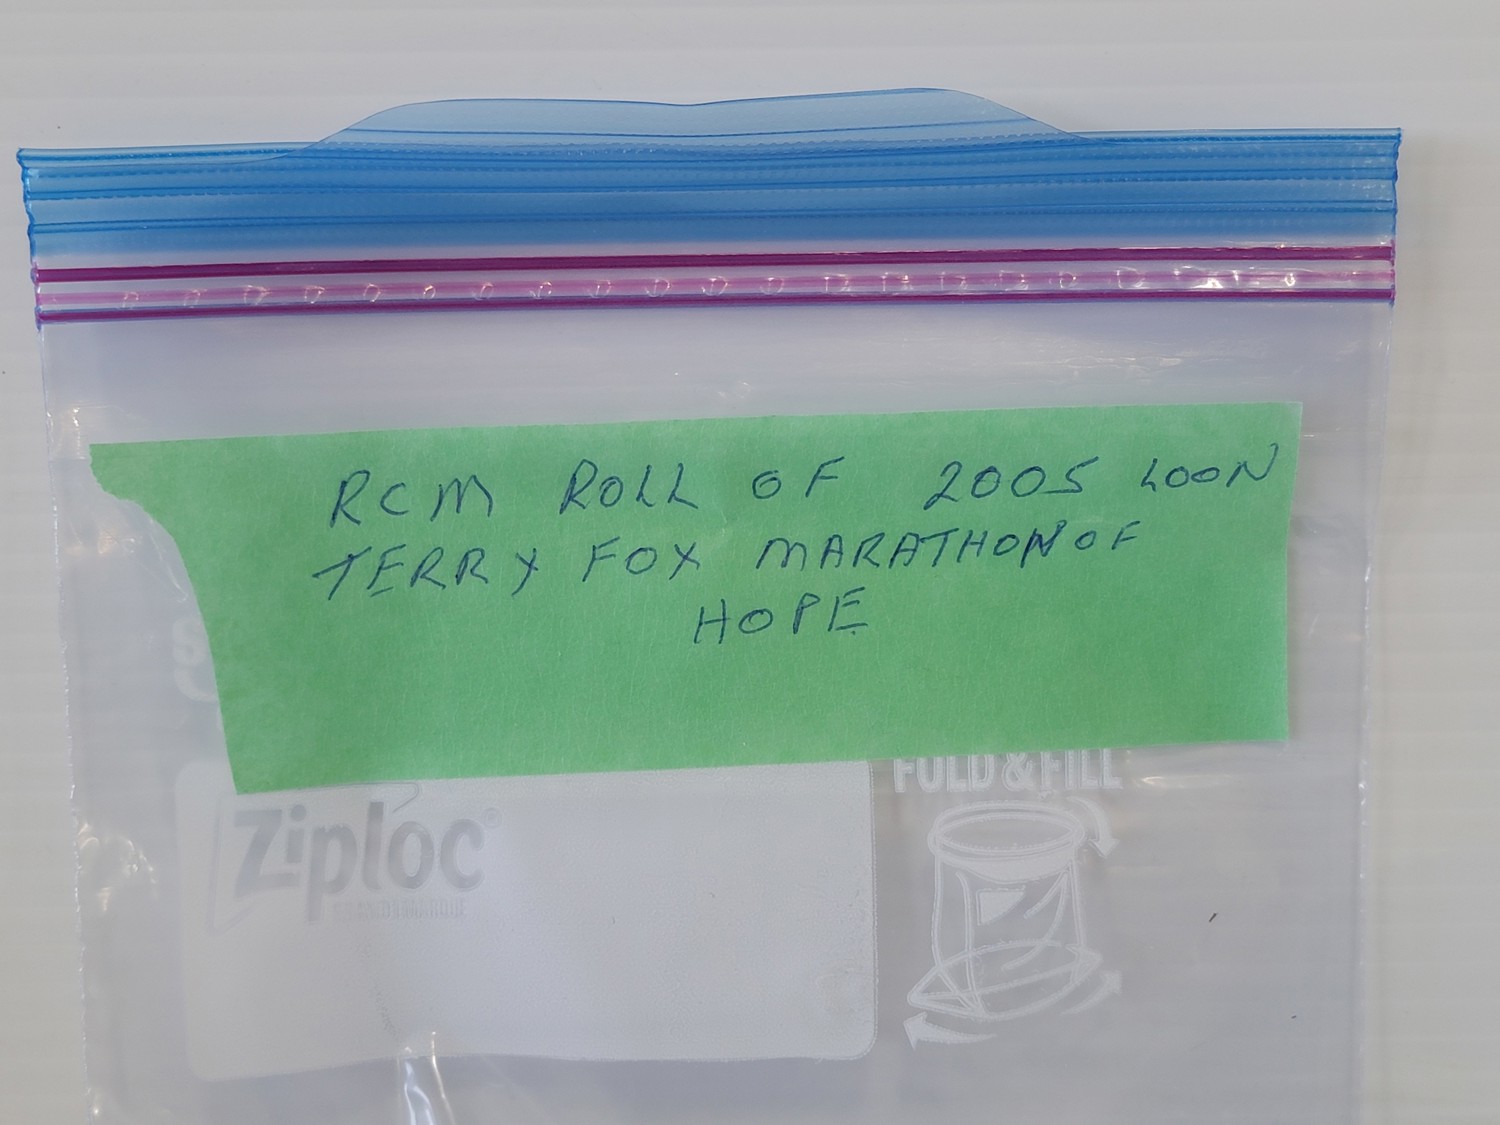 RCM ROLL OF 2005 LOON
TERRY FOX MARATHON OF
HOPE
FOLD & FILL
Ziploc®